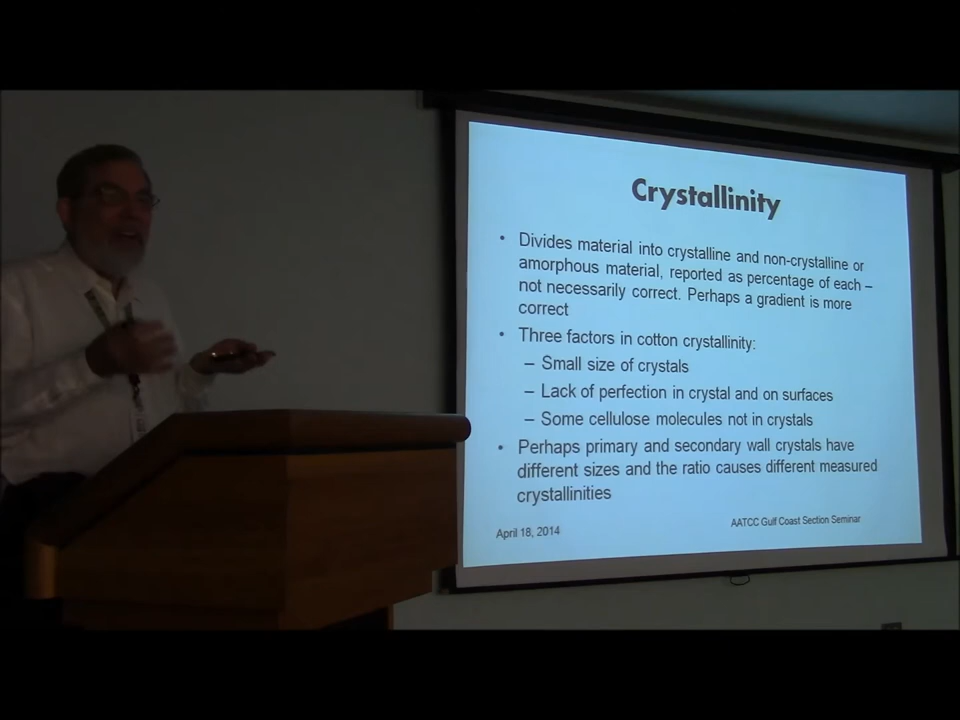 Crystallinity
• Divides material into crystalline and non-crystalline or
amorphous material, reported as percentage of each –
not necessarily correct. Perhaps a gradient is more
correct
• Three factors in cotton crystallinity:
– Small size of crystals
– Lack of perfection in crystal and on surfaces
– Some cellulose molecules not in crystals
• Perhaps primary and secondary wall crystals have
different sizes and the ratio causes different measured
crystallinities
April 18, 2014
AATCC Gulf Coast Section Seminar